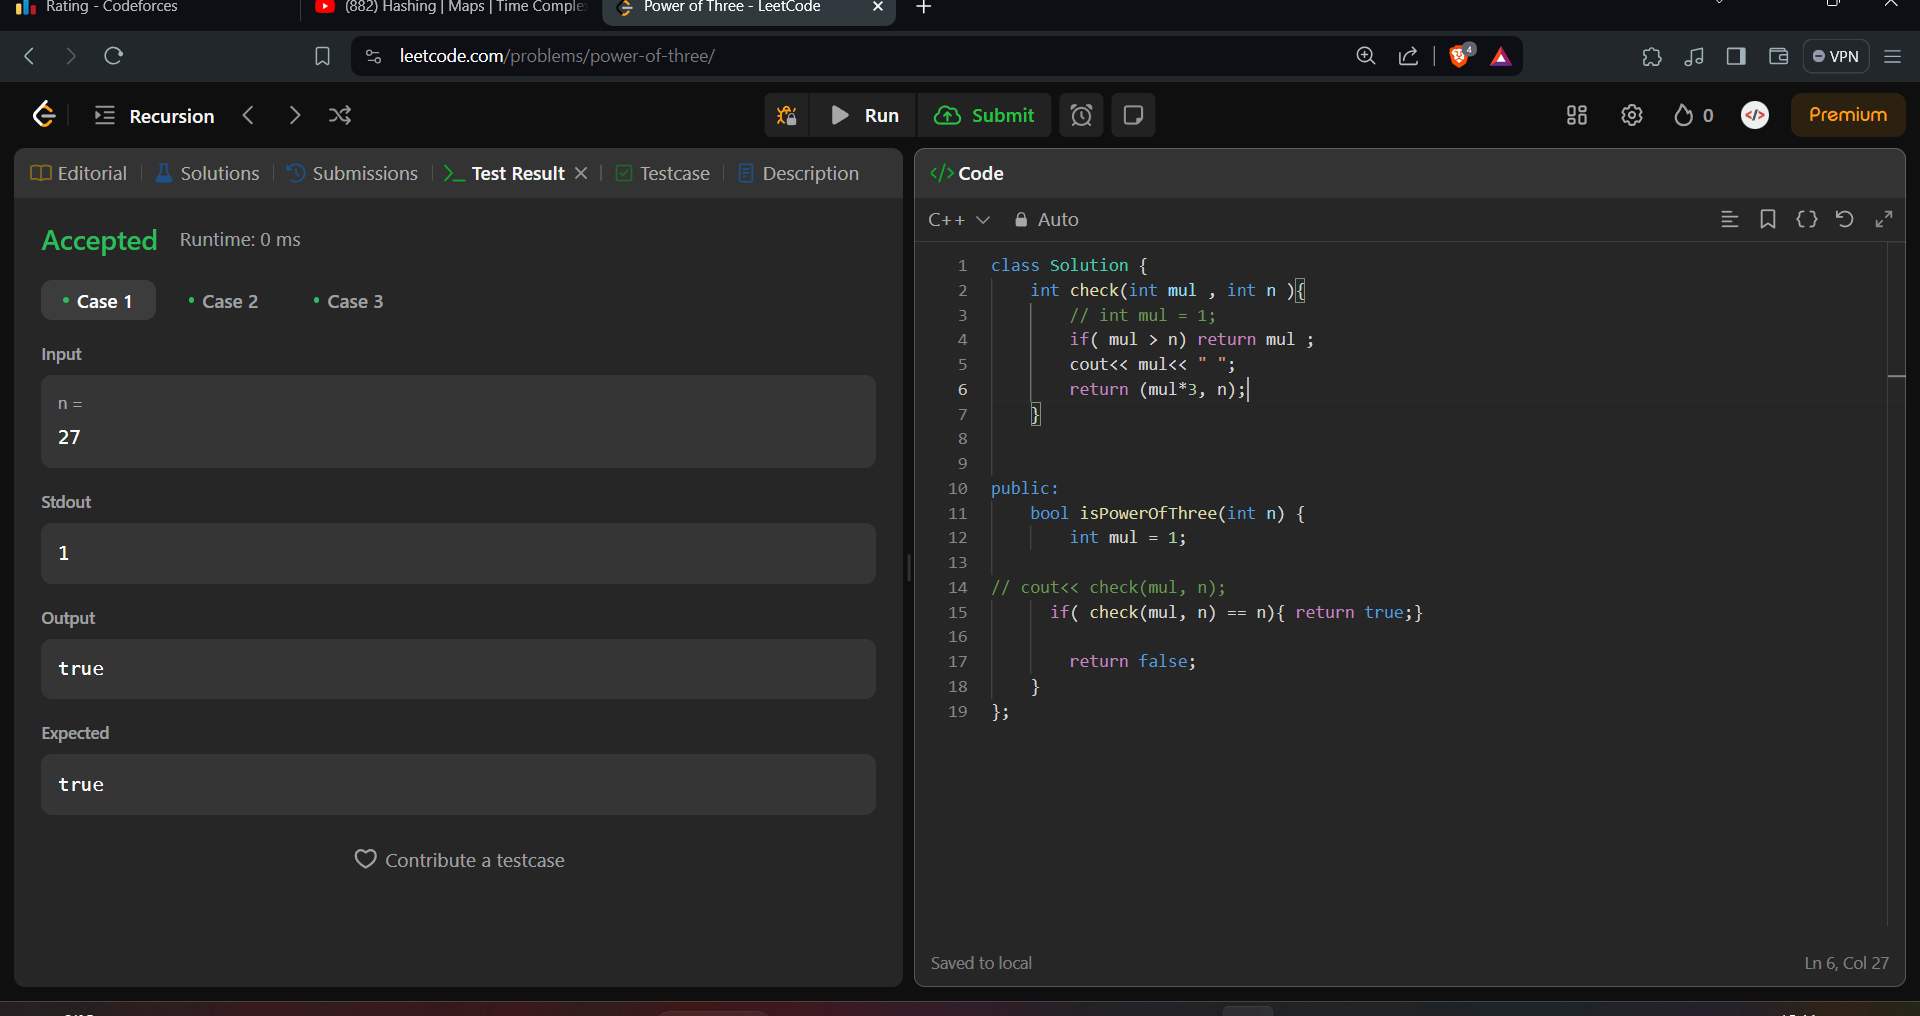 Rating - Codeforces
(882) Hashing | Maps | Time Comple
Power of Three - LeetCode
leetcode.com/problems/power-of-three/
4
VPN
Recursion
Run
Submit
0
Premium
Editorial
Solutions
Submissions
Test Result
Testcase
Description
Accepted
Runtime: 0 ms
Case 1
Case 2
Case 3
Input
n =
27
Stdout
1
Output
true
Expected
true
Contribute a testcase
</> Code
C++
Auto
1 class Solution {
2 int check(int mul , int n ){
3 // int mul = 1;
4 if( mul > n) return mul ;
5 cout<< mul<< " ";
6 return (mul*3, n);
7 }
8
9
10 public:
11 bool isPowerOfThree(int n) {
12 int mul = 1;
13
14 // cout<< check(mul, n);
15 if( check(mul, n) == n){ return true;}
16
17 return false;
18 }
19 };
Saved to local
Ln 6, Col 27